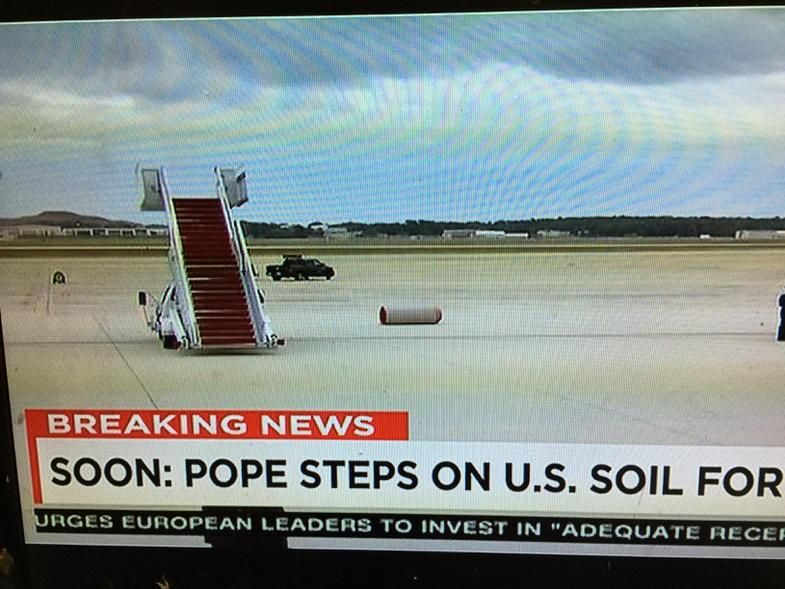 BREAKING NEWS
SOON: POPE STEPS ON U.S. SOIL FOR
URGES EUROPEAN LEADERS TO INVEST IN "ADEQUATE